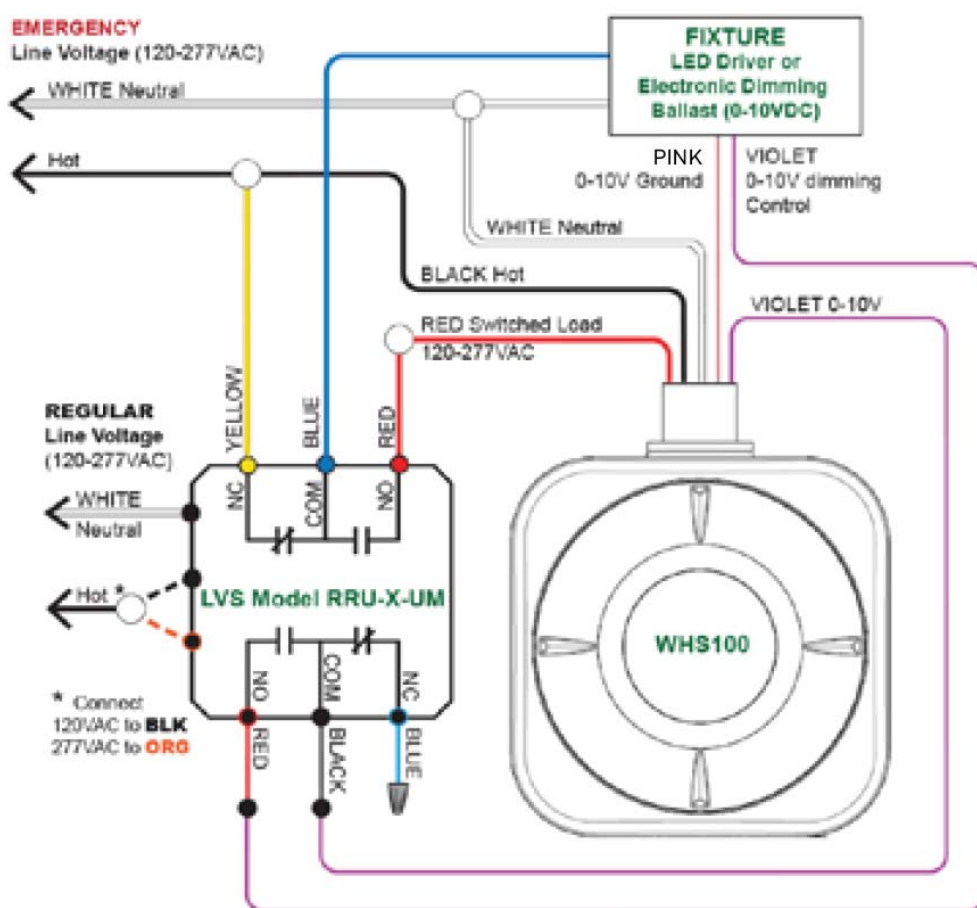 EMERGENCY
Line Voltage (120-277VAC)
WHITE Neutral
Hot
FIXTURE
LED Driver or
Electronic Dimming
Ballast (0-10VDC)
PINK
0-10V Ground
VIOLET
0-10V dimming
Control
WHITE Neutral
BLACK Hot
VIOLET 0-10V
RED Switched Load
120-277VAC
YELLOW
BLUE
RED
REGULAR
Line Voltage
(120-277VAC)
NC
COM
NO
WHITE
Neutral
Hot *
LVS Model RRU-X-UM
WHS100
NO
COM
NC
* Connect
120VAC to BLK
277VAC to ORG
RED
BLACK
BLUE